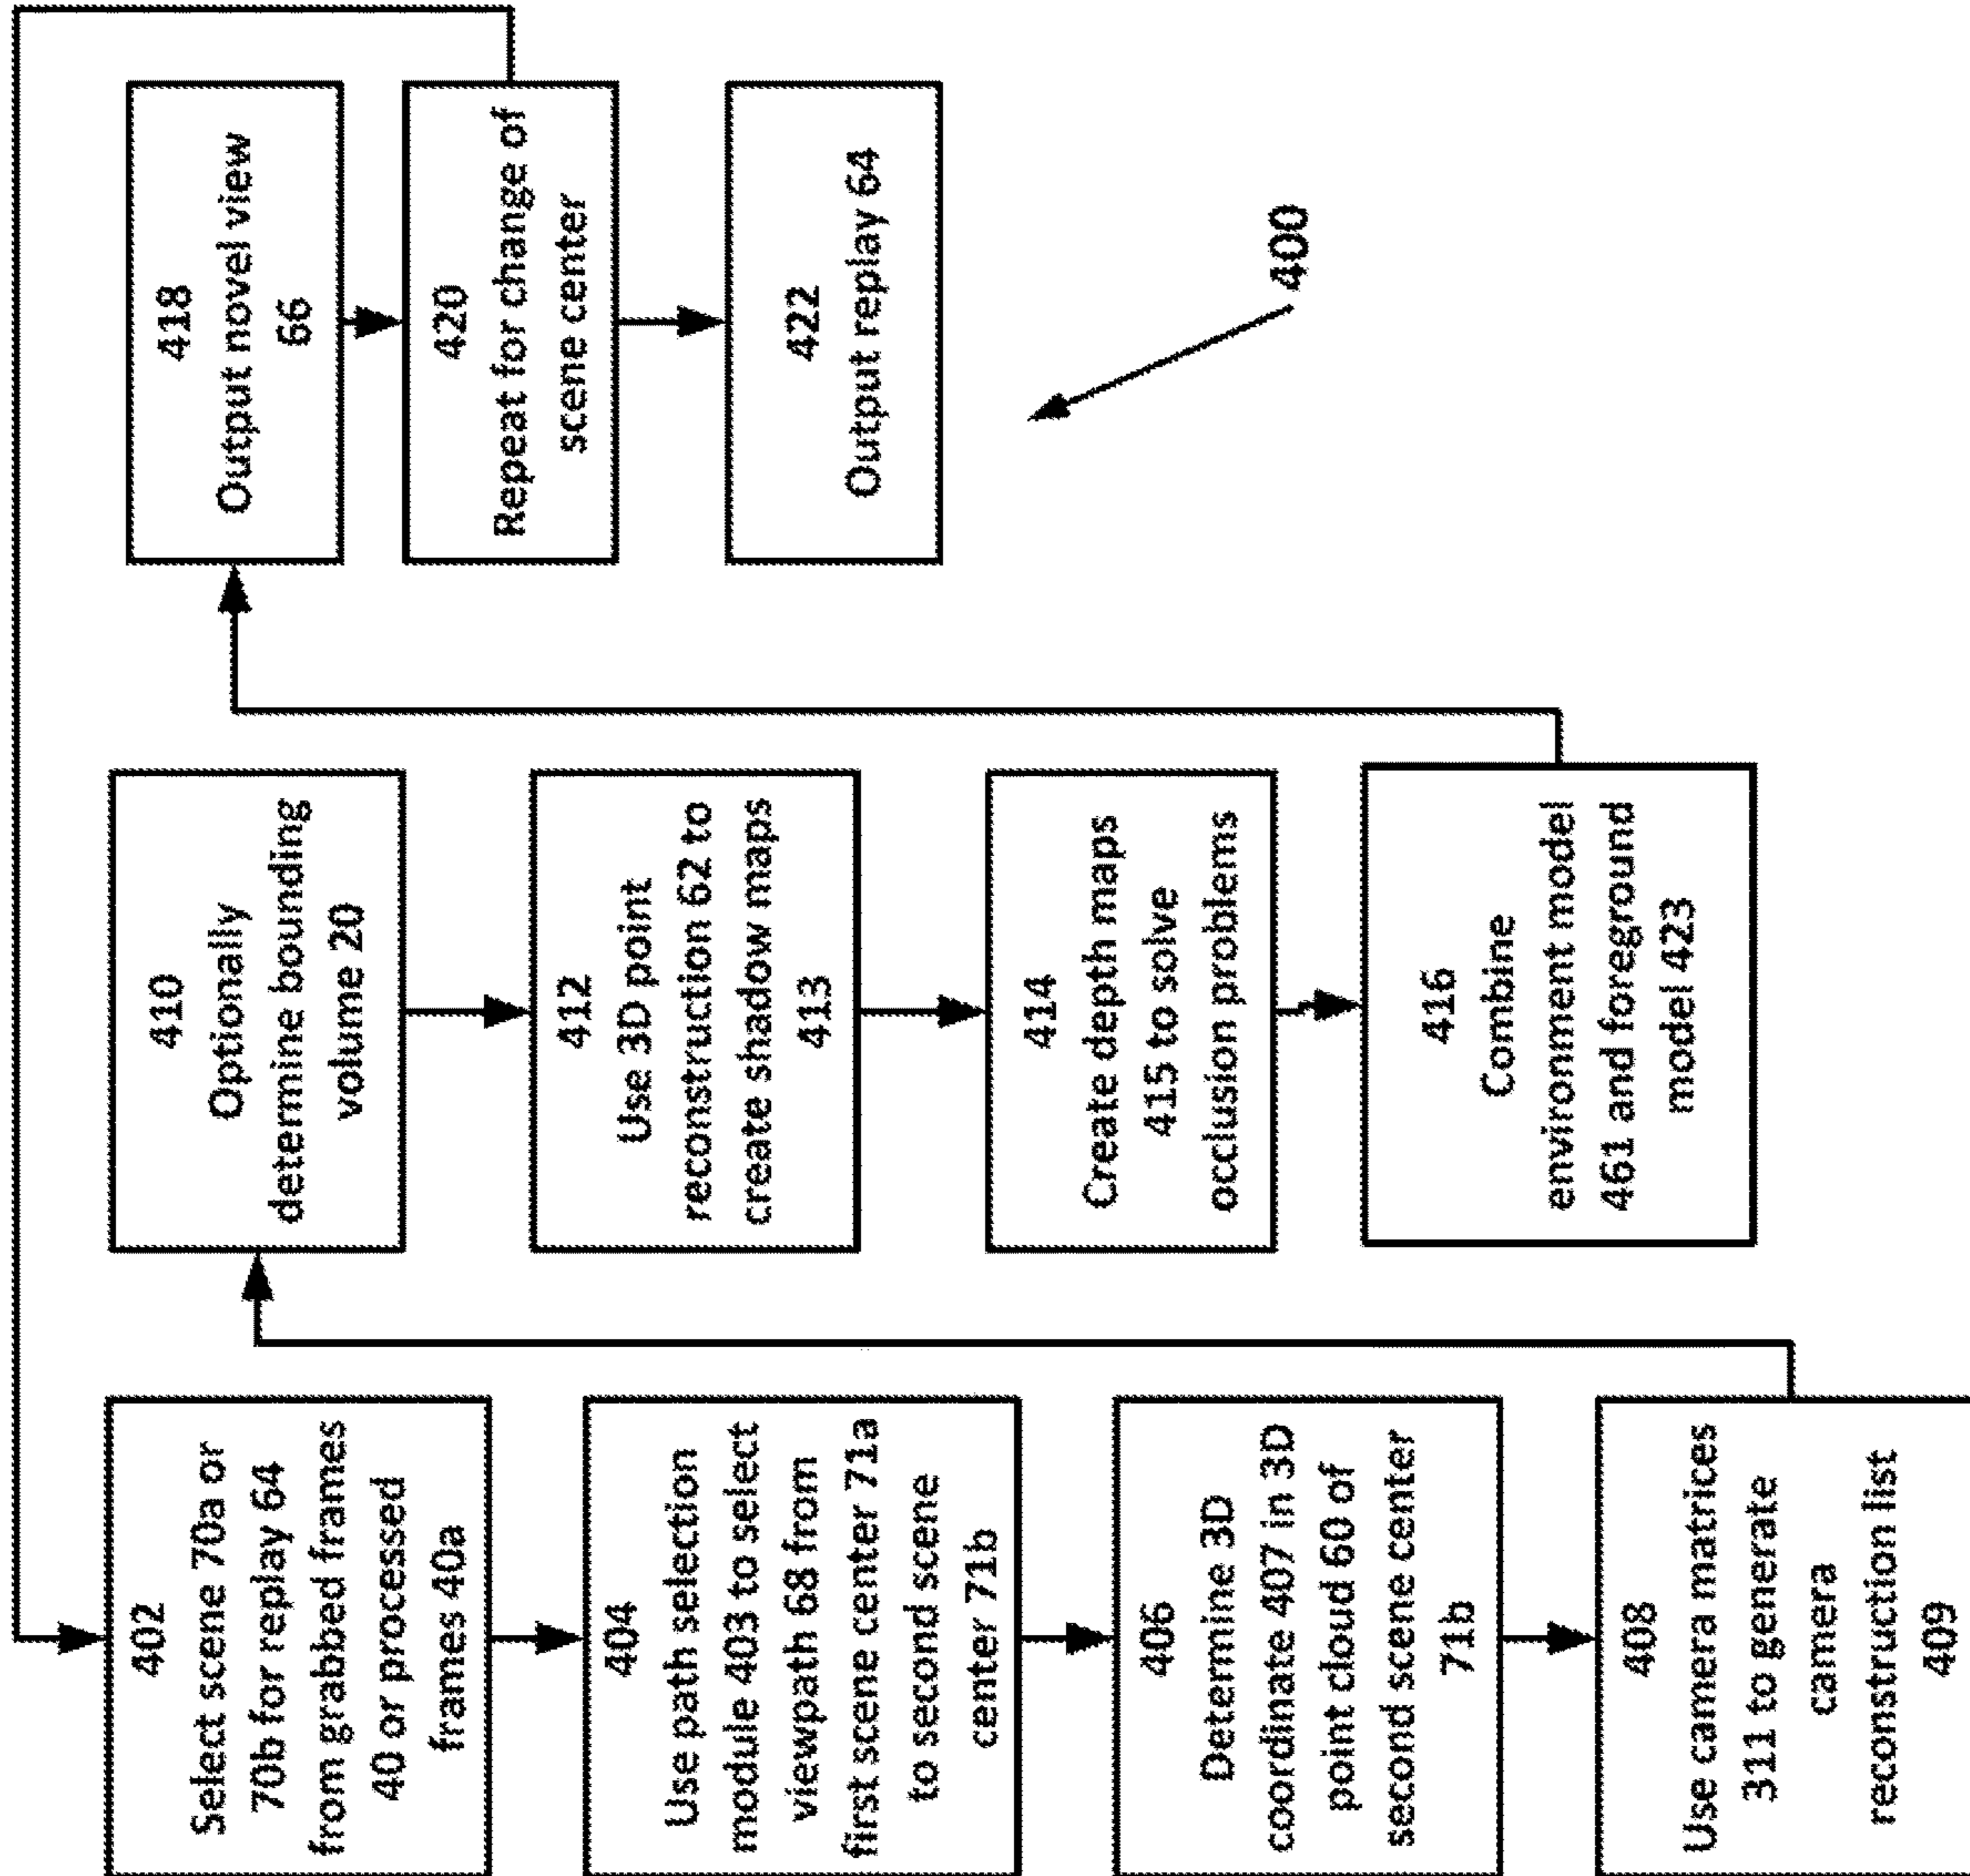 402
Select scene 70a or
70b for replay 64
from grabbed frames
40 or processed
frames 40a
404
Use path selection
module 403 to select
viewpath 68 from
first scene center 71a
to second scene
center 71b
406
Determine 3D
coordinate 407 in 3D
point cloud 60 of
second scene center
71b
408
Use camera matrices
311 to generate
camera
reconstruction list
409
410
Optionally
determine bounding
volume 20
412
Use 3D point
reconstruction 62 to
create shadow maps
413
414
Create depth maps
415 to solve
occlusion problems
416
Combine
environment model
461 and foreground
model 423
418
Output novel view
66
420
Repeat for change of
scene center
422
Output replay 64
400